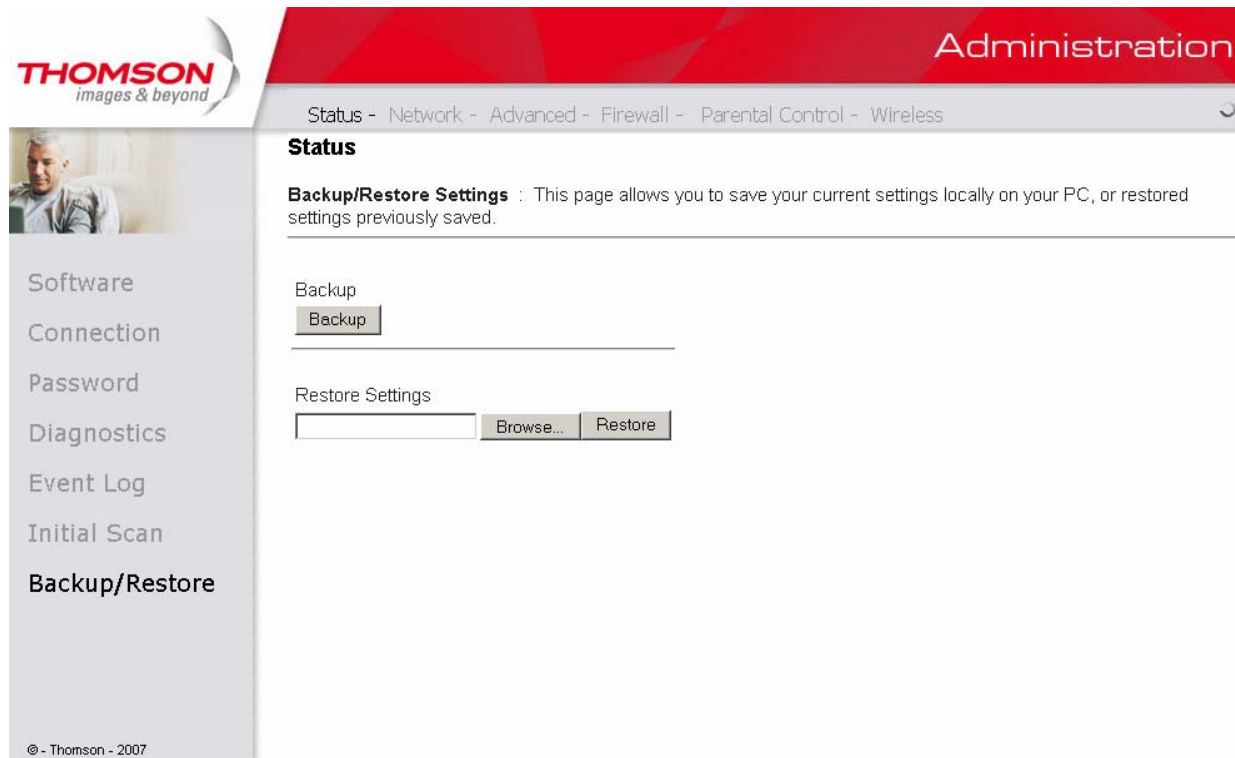 THOMSON
images & beyond
Administration
Status - Network - Advanced - Firewall - Parental Control - Wireless
Status
Backup/Restore Settings : This page allows you to save your current settings locally on your PC, or restored
settings previously saved.
Software
Connection
Password
Diagnostics
Event Log
Initial Scan
Backup/Restore
Backup
Backup
Restore Settings
Browse... Restore
© - Thomson - 2007